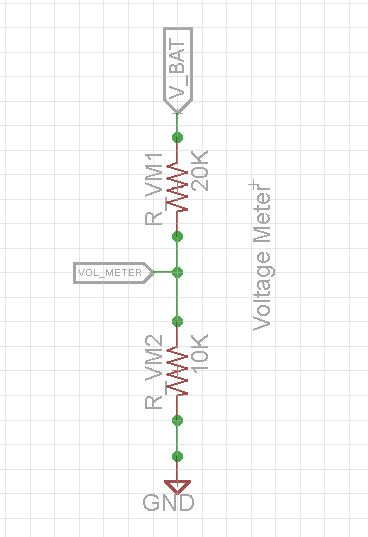 V_BAT
R_VM1
20K
Voltage Meter
VOL_METER
R_VM2
10K
GND